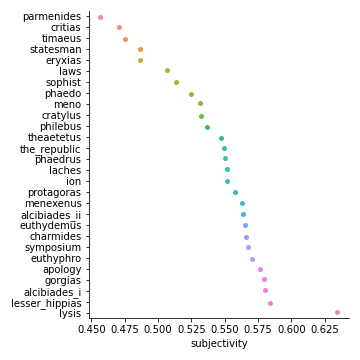 parmenides
critias
timaeus
statesman
eryxias
laws
sophist
phaedo
meno
cratylus
philebus
theaetetus
the_republic
phaedrus
laches
ion
protagoras
menexenus
alcibiades_ii
euthydemus
charmides
symposium
euthyphro
apology
gorgias
alcibiades_i
lesser_hippias
lysis
0.450 0.475 0.500 0.525 0.550 0.575 0.600 0.625
subjectivity